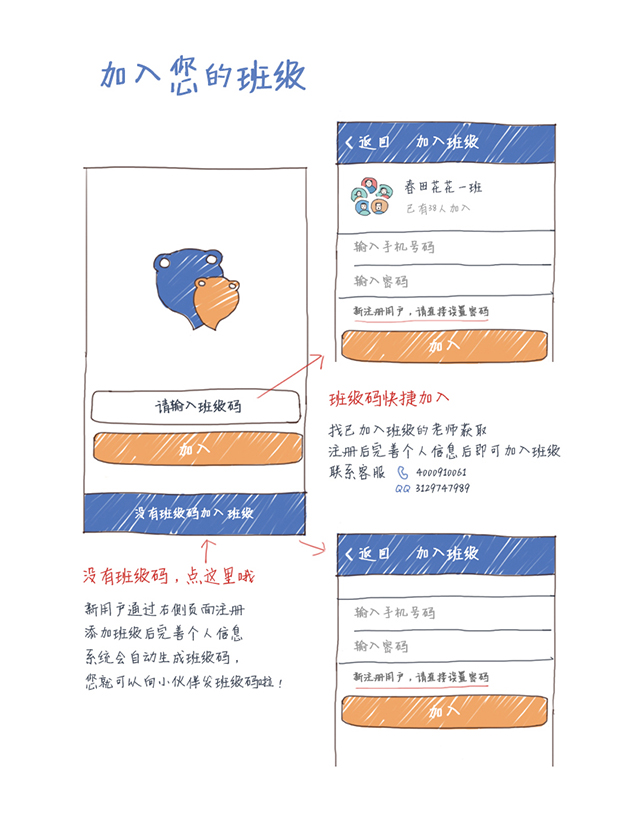 加入您的班级
请输入班级码
加入
没有班级码加入班级
没有班级码，点这里哦
新用户通过右侧页面注册
添加班级后完善个人信息
系统会自动生成班级码，
您就可以向小伙伴发班级码啦！
返回 加入班级
春田花花一班
输入手机号码
输入密码
新注册用户，请直接设置密码
加入
班级码快捷加入
找已加入班级的老师获取
注册后完善个人信息后即可加入班级
联系客服 4000910061
QQ 3129747989
返回 加入班级
输入手机号码
输入密码
新注册用户，请直接设置密码
加入